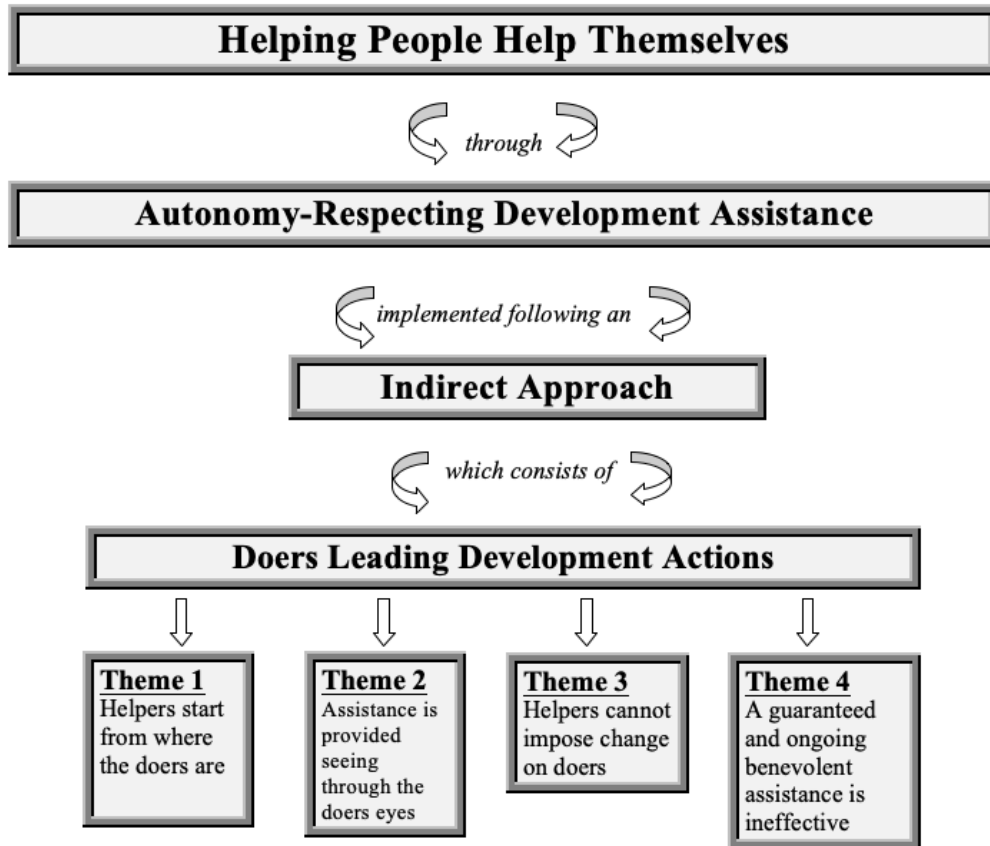 Helping People Help Themselves
through
Autonomy-Respecting Development Assistance
implemented following an
Indirect Approach
which consists of
Doers Leading Development Actions
Theme 1
Helpers start
from where
the doers are
Theme 2
Assistance is
provided
seeing
through the
doers eyes
Theme 3
Helpers cannot
impose change
on doers
Theme 4
A guaranteed
and ongoing
benevolent
assistance is
ineffective